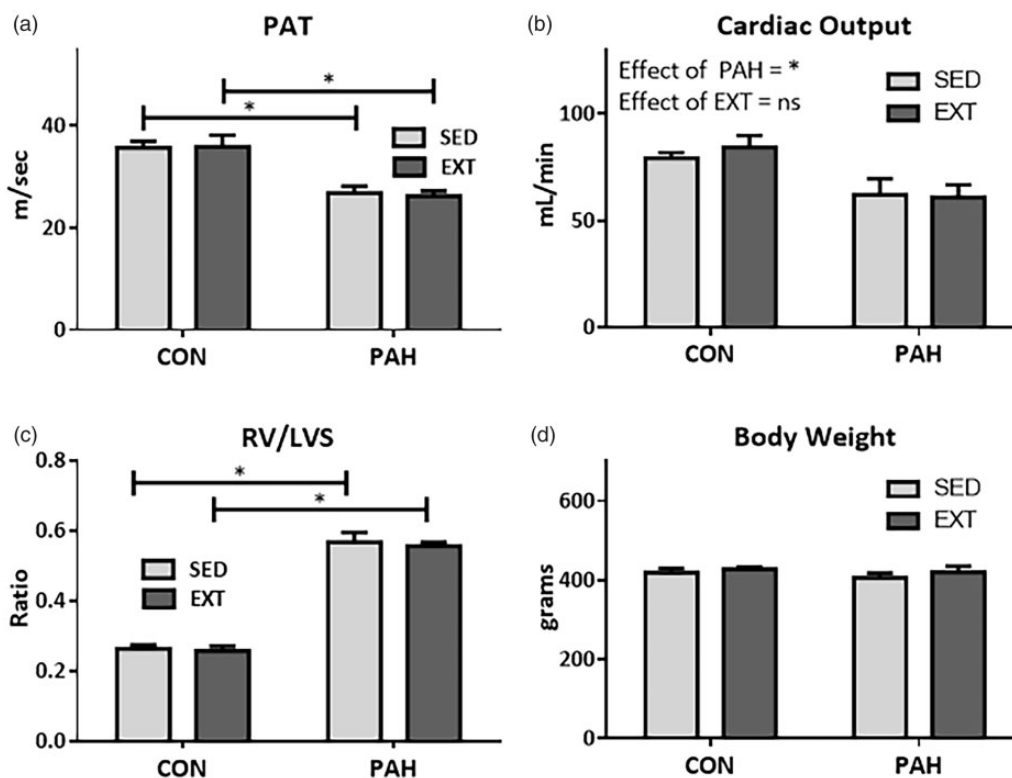 (a)
PAT
m/sec
40
20
0
*
*
SED
EXT
CON PAH
(b)
Cardiac Output
mL/min
100
50
0
Effect of PAH = *
Effect of EXT = ns
SED
EXT
CON PAH
(c)
RV/LVS
Ratio
0.8
0.6
0.4
0.2
0.0
*
*
SED
EXT
CON PAH
(d)
Body Weight
grams
600
400
200
0
SED
EXT
CON PAH